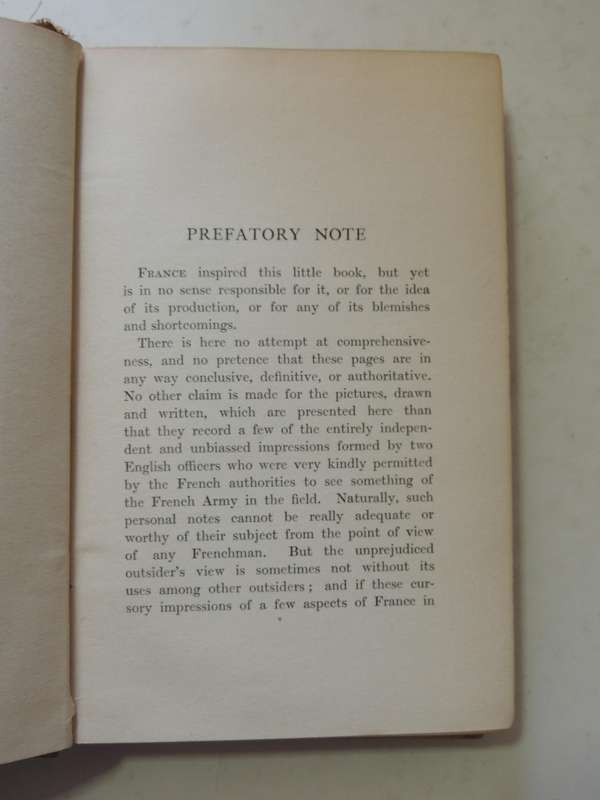 PREFATORY NOTE
FRANCE inspired this little book, but yet
is in no sense responsible for it, or for the idea
of its production, or for any of its blemishes
and shortcomings.
There is here no attempt at comprehensive-
ness, and no pretence that these pages are in
any way conclusive, definitive, or authoritative.
No other claim is made for the pictures, drawn
and written, which are presented here than
that they record a few of the entirely indepen-
dent and unbiassed impressions formed by two
English officers who were very kindly permitted
by the French authorities to see something of
the French Army in the field. Naturally, such
personal notes cannot be really adequate or
worthy of their subject from the point of view
of any Frenchman. But the unprejudiced
outsider's view is sometimes not without its
uses among other outsiders ; and if these cur-
sory impressions of a few aspects of France in